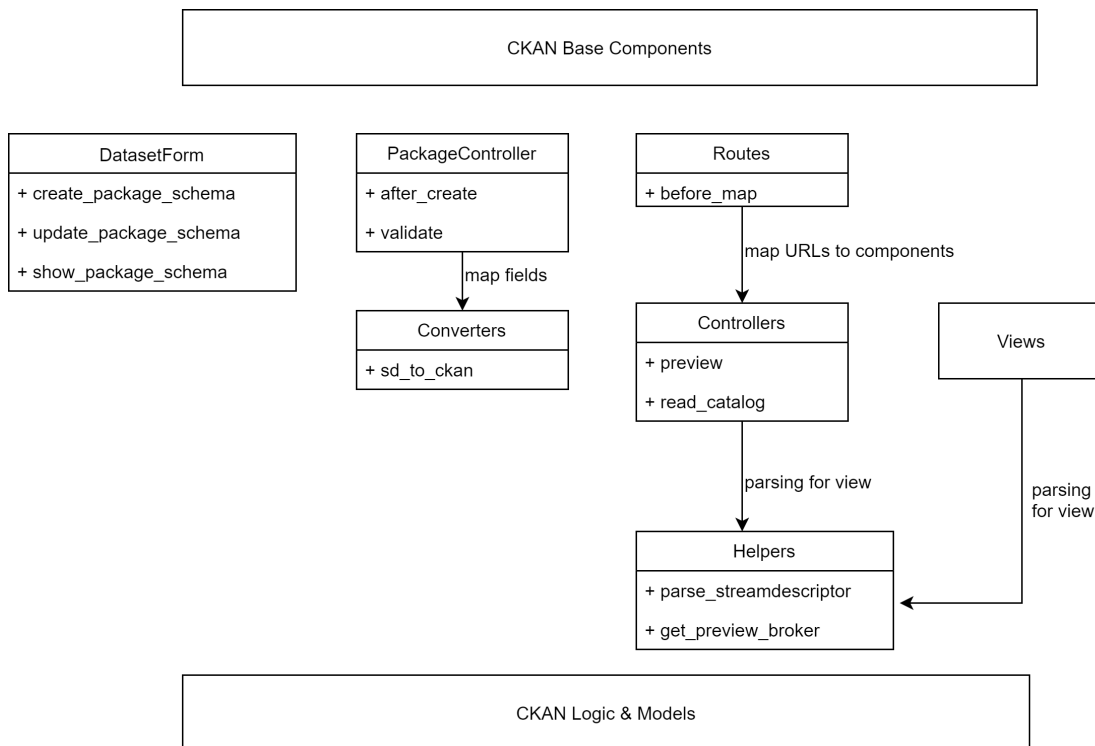 CKAN Base Components
DatasetForm
+ create_package_schema
+ update_package_schema
+ show_package_schema
PackageController
+ after_create
+ validate
map fields
Converters
+ sd_to_ckan
Routes
+ before_map
map URLs to components
Controllers
+ preview
+ read_catalog
parsing for view
Views
parsing
for view
Helpers
+ parse_streamdescriptor
+ get_preview_broker
CKAN Logic & Models